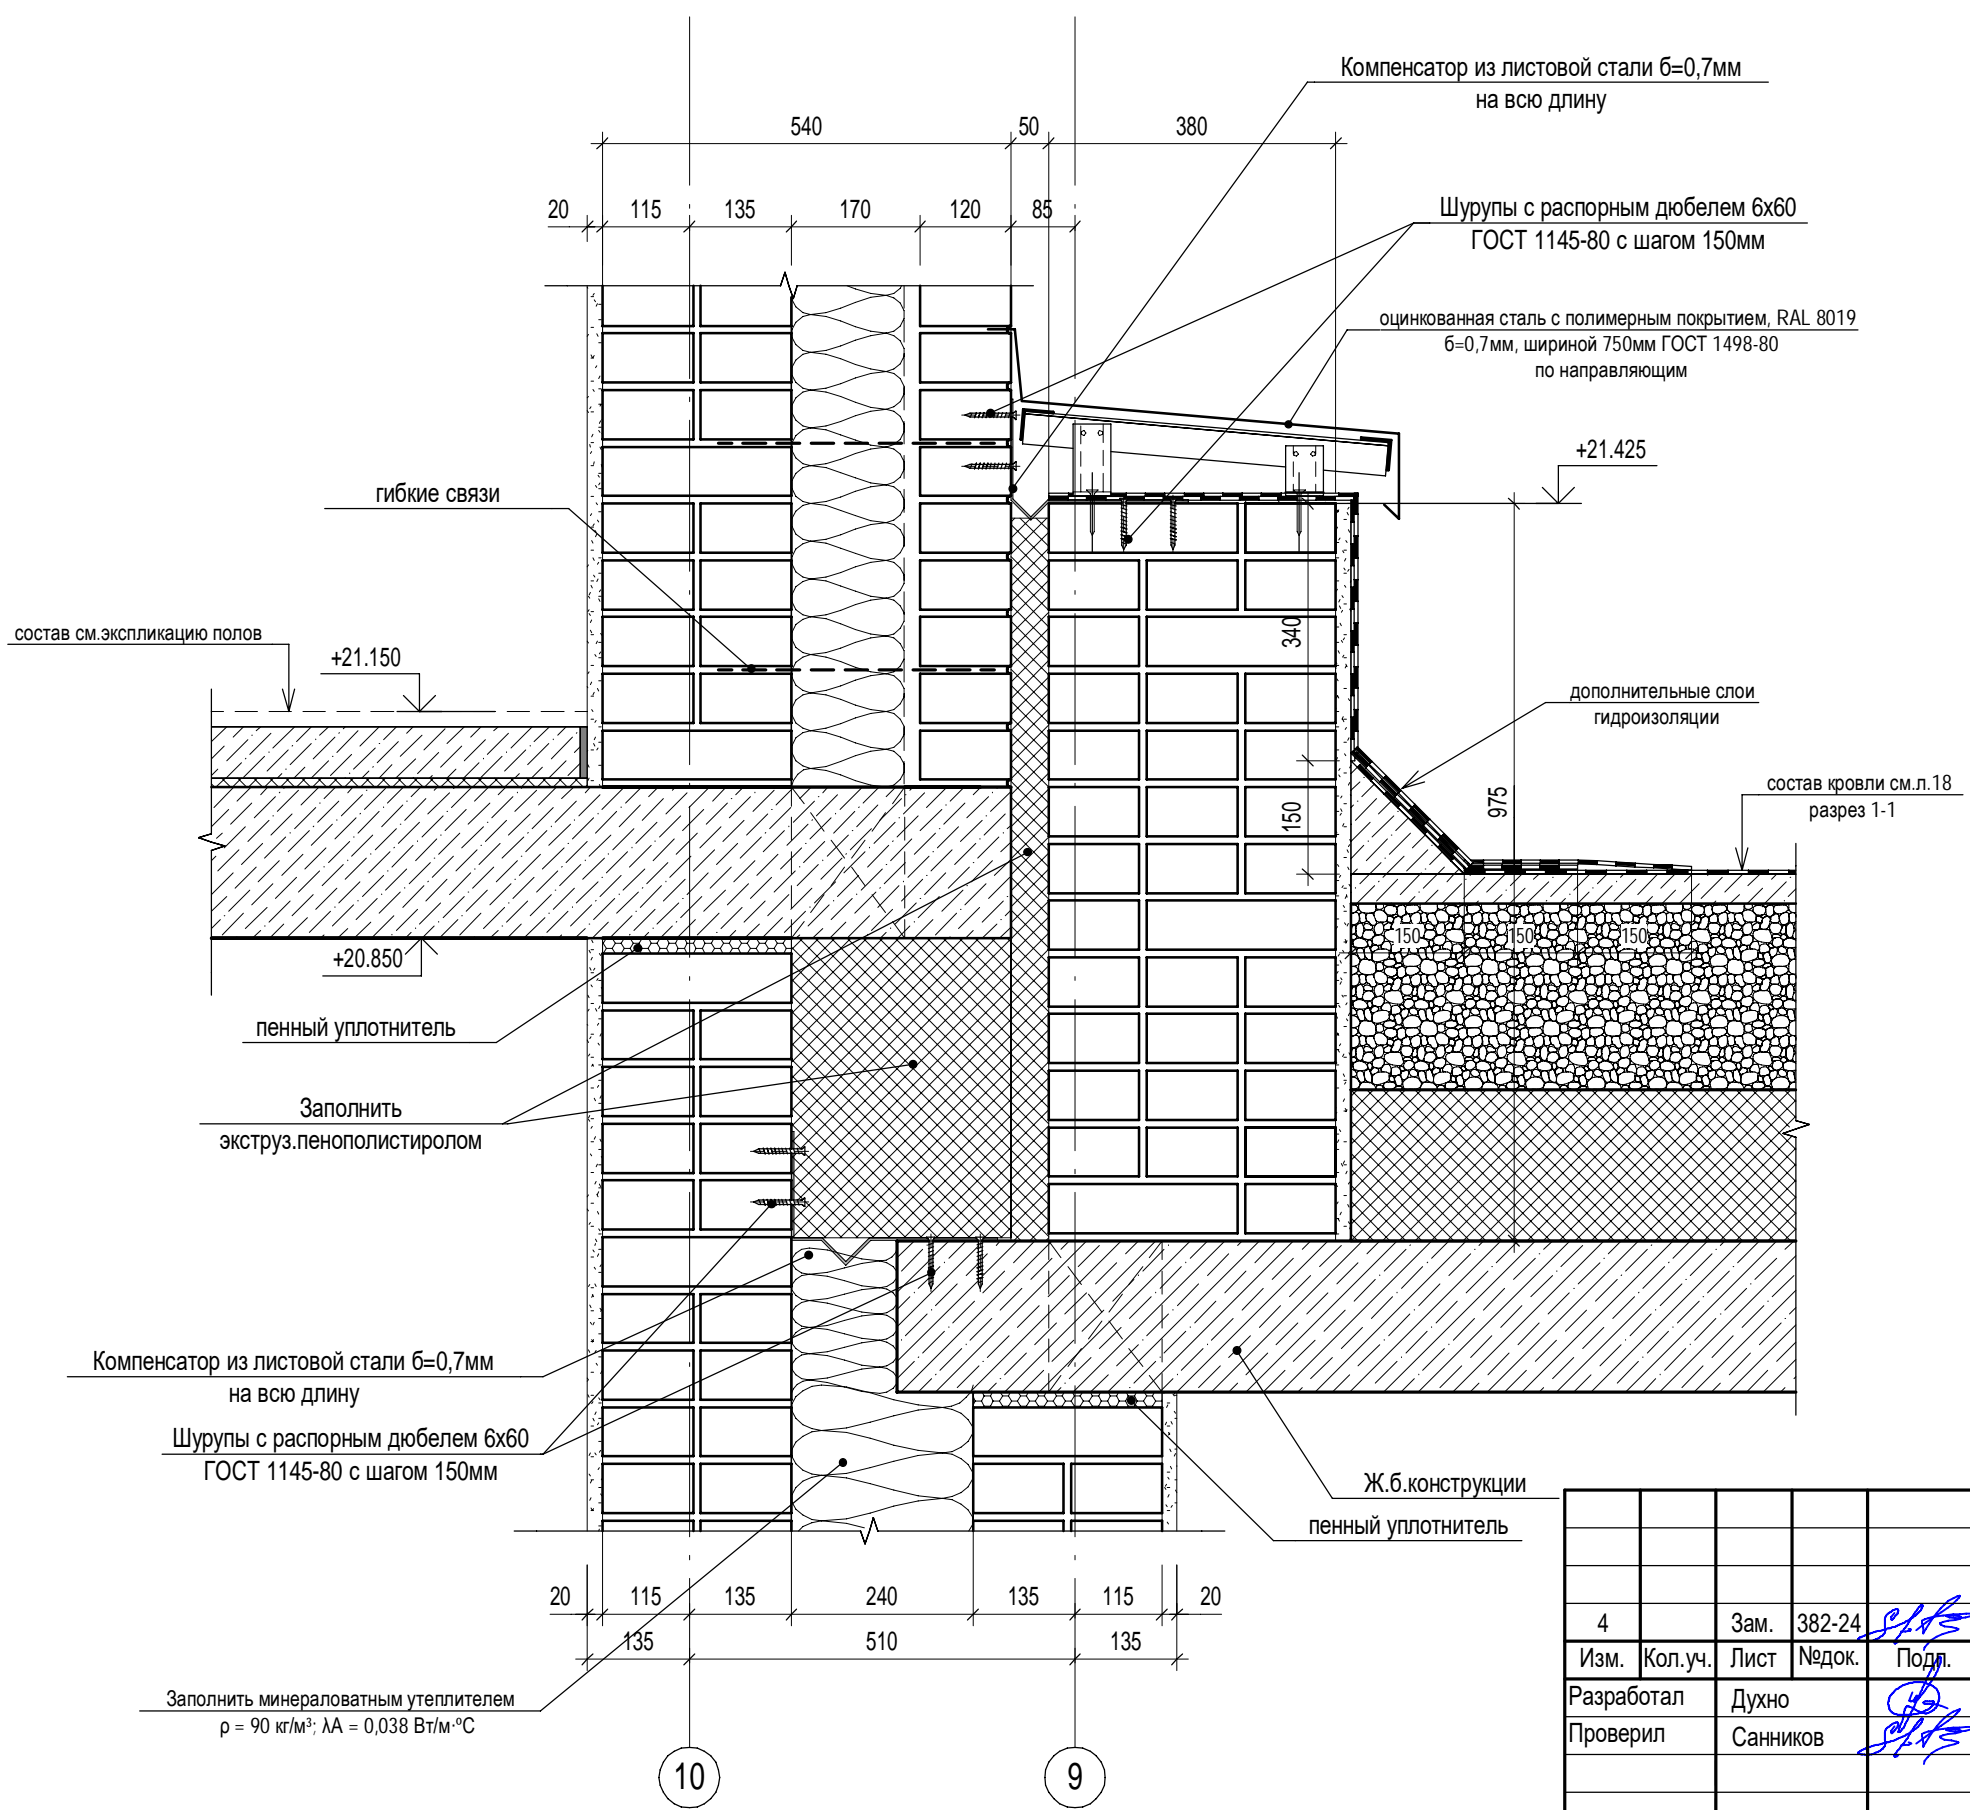 Компенсатор из листовой стали б=0,7мм
на всю длину
540
50
380
Шурупы с распорным дюбелем 6х60
ГОСТ 1145-80 с шагом 150мм
20
115
135
170
120
85
оцинкованная сталь с полимерным покрытием, RAL 8019
б=0,7мм, шириной 750мм ГОСТ 1498-80
по направляющим
+21.425
гибкие связи
состав см.экспликацию полов
+21.150
340
дополнительные слои
гидроизоляции
150
975
состав кровли см.л.18
разрез 1-1
150
150
150
+20.850
пенный уплотнитель
Заполнить
экструз.пенополистиролом
Компенсатор из листовой стали б=0,7мм
на всю длину
Шурупы с распорным дюбелем 6х60
ГОСТ 1145-80 с шагом 150мм
Ж.б.конструкции
пенный уплотнитель
20
115
135
240
135
115
20
135
510
135
Заполнить минераловатным утеплителем
ρ = 90 кг/м³; λА = 0,038 Вт/м·°С
10
9
4
Зам.
382-24
Изм.
Кол.уч.
Лист
№док.
Подп.
Разработал
Духно
Проверил
Санников